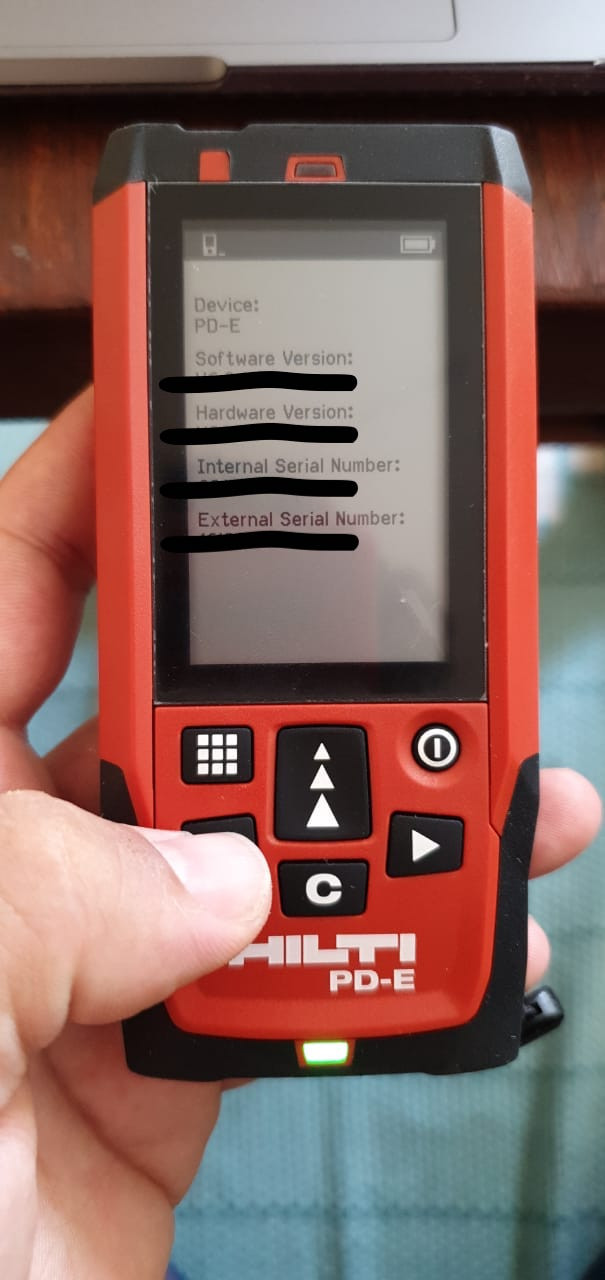 Device:
PD-E
Software Version:
Hardware Version:
Internal Serial Number:
External Serial Number:
C
HILTI
PD-E